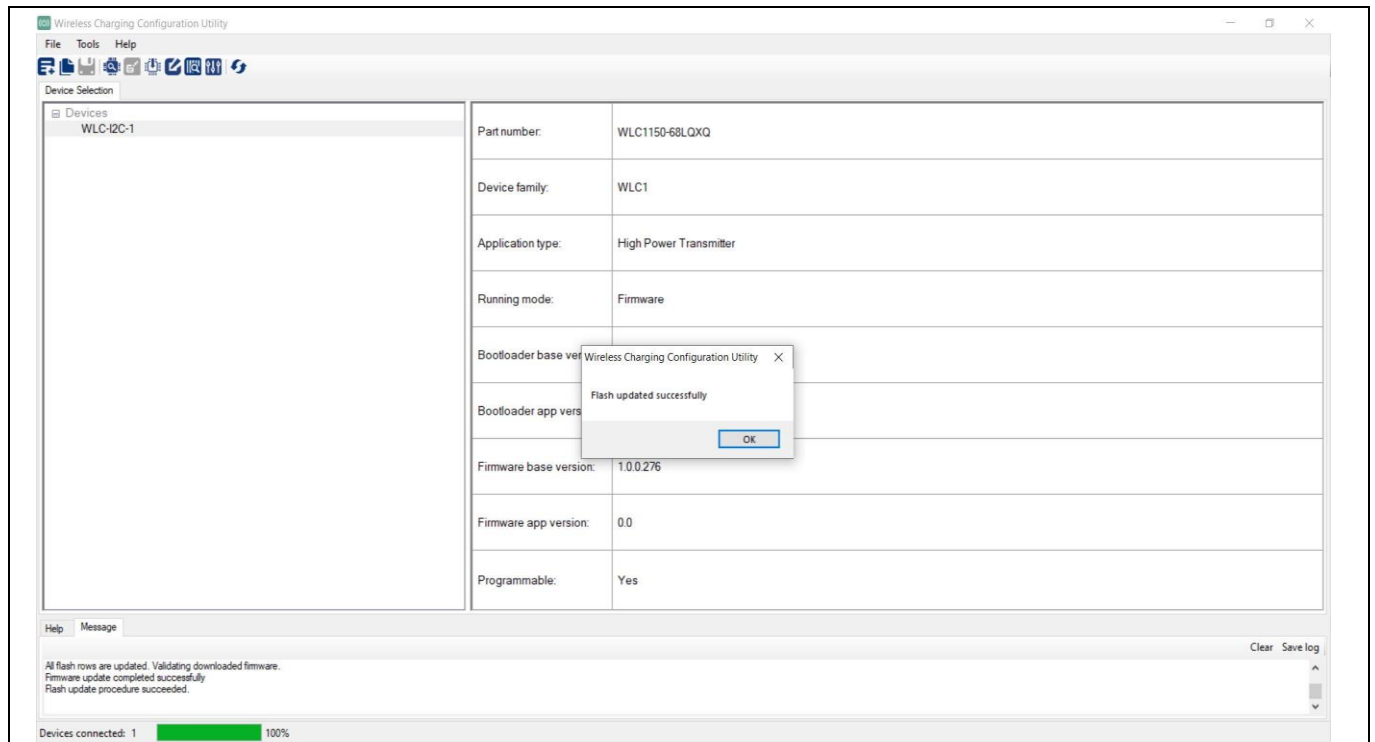 Wireless Charging Configuration Utility
File Tools Help
Device Selection
Devices
WLC-I2C-1
Part number: WLC1150-68LQXQ
Device family: WLC1
Application type: High Power Transmitter
Running mode: Firmware
Bootloader base ver
Wireless Charging Configuration Utility
Flash updated successfully
Bootloader app vers
OK
Firmware base version: 1.0.0.276
Firmware app version: 0.0
Programmable: Yes
Help Message
Clear Save log
All flash rows are updated. Validating downloaded firmware.
Firmware update completed successfully
Flash update procedure succeeded.
Devices connected: 1 100%